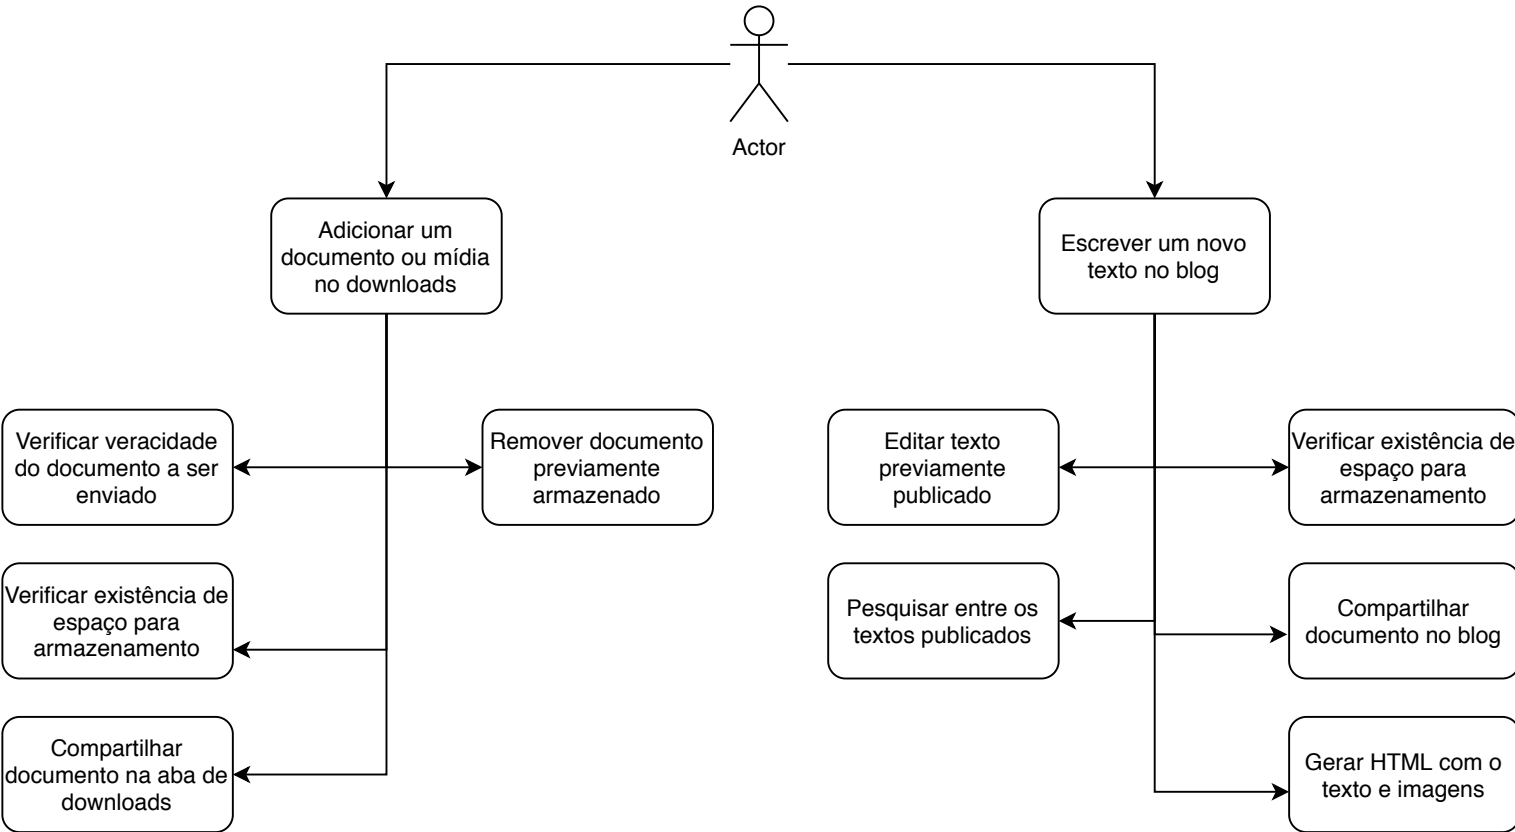 Actor
Adicionar um
documento ou mídia
no downloads
Escrever um novo
texto no blog
Verificar veracidade
do documento a ser
enviado
Remover documento
previamente
armazenado
Editar texto
previamente
publicado
Verificar existência de
espaço para
armazenamento
Verificar existência de
espaço para
armazenamento
Pesquisar entre os
textos publicados
Compartilhar
documento no blog
Compartilhar
documento na aba de
downloads
Gerar HTML com o
texto e imagens